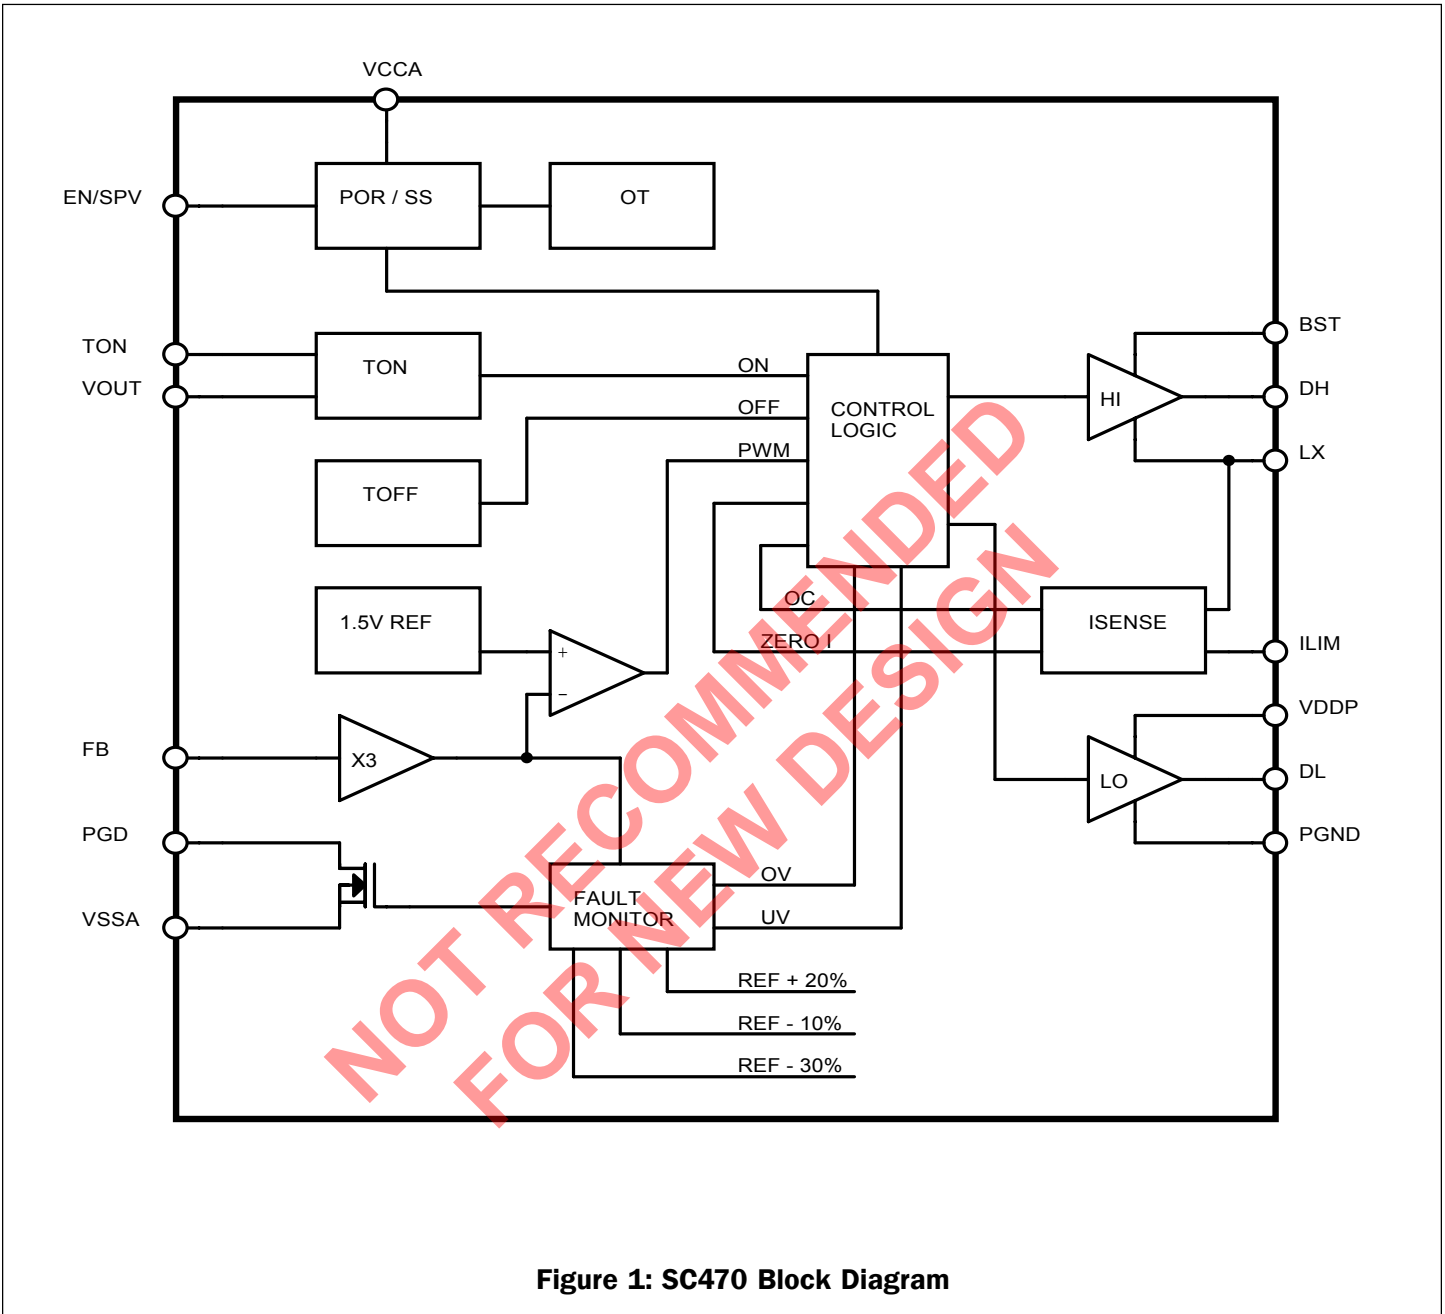 VCCA
EN/SPV
POR / SS
OT
BST
TON
TON
ON
VOUT
DH
HI
OFF
CONTROL
LOGIC
PWM
LX
TOFF
OC
1.5V REF
ISENSE
ZERO I
ILIM
+
−
VDDP
FB
X3
LO
DL
PGD
PGND
OV
FAULT
MONITOR
UV
VSSA
REF + 20%
REF - 10%
REF - 30%
NOT RECOMMENDED
FOR NEW DESIGN
Figure 1: SC470 Block Diagram